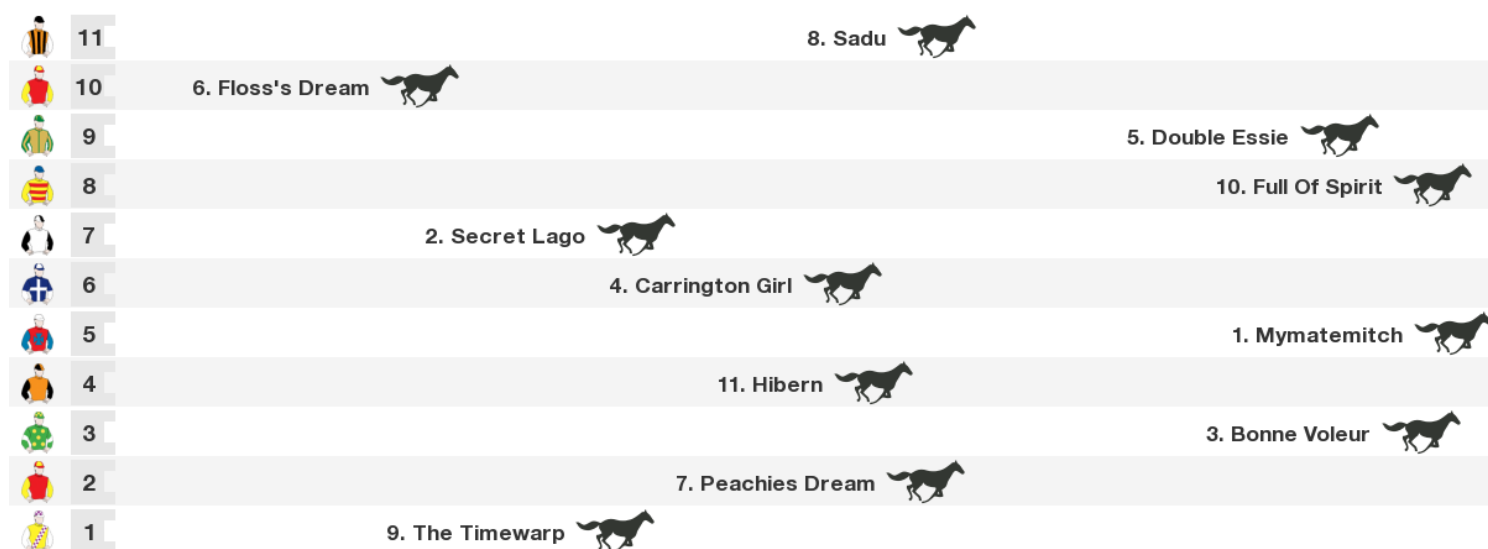 11 8. Sadu
10 6. Floss's Dream
9 5. Double Essie
8 10. Full Of Spirit
7 2. Secret Lago
6 4. Carrington Girl
5 1. Mymatemitch
4 11. Hibern
3 3. Bonne Voleur
2 7. Peachies Dream
1 9. The Timewarp